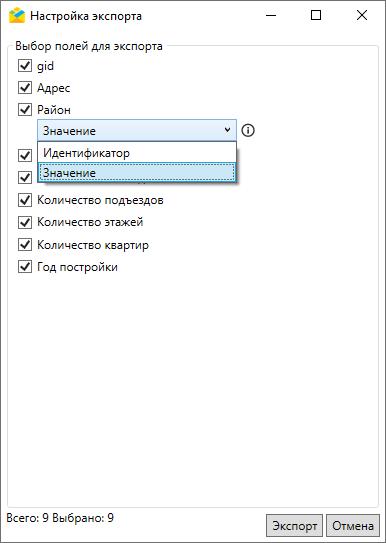 Настройка экспорта
Выбор полей для экспорта
gid
Адрес
Район
Значение
Идентификатор
Значение
Количество подъездов
Количество этажей
Количество квартир
Год постройки
Всего: 9 Выбрано: 9
Экспорт
Отмена